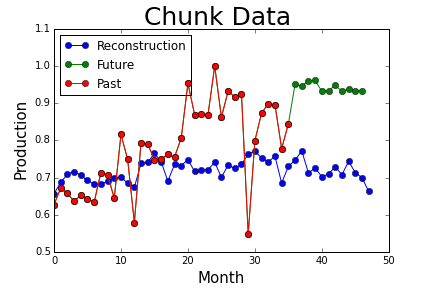 Chunk Data
1.1
1.0
0.9
0.8
0.7
0.6
0.5
Production
Reconstruction
Future
Past
0 10 20 30 40 50
Month